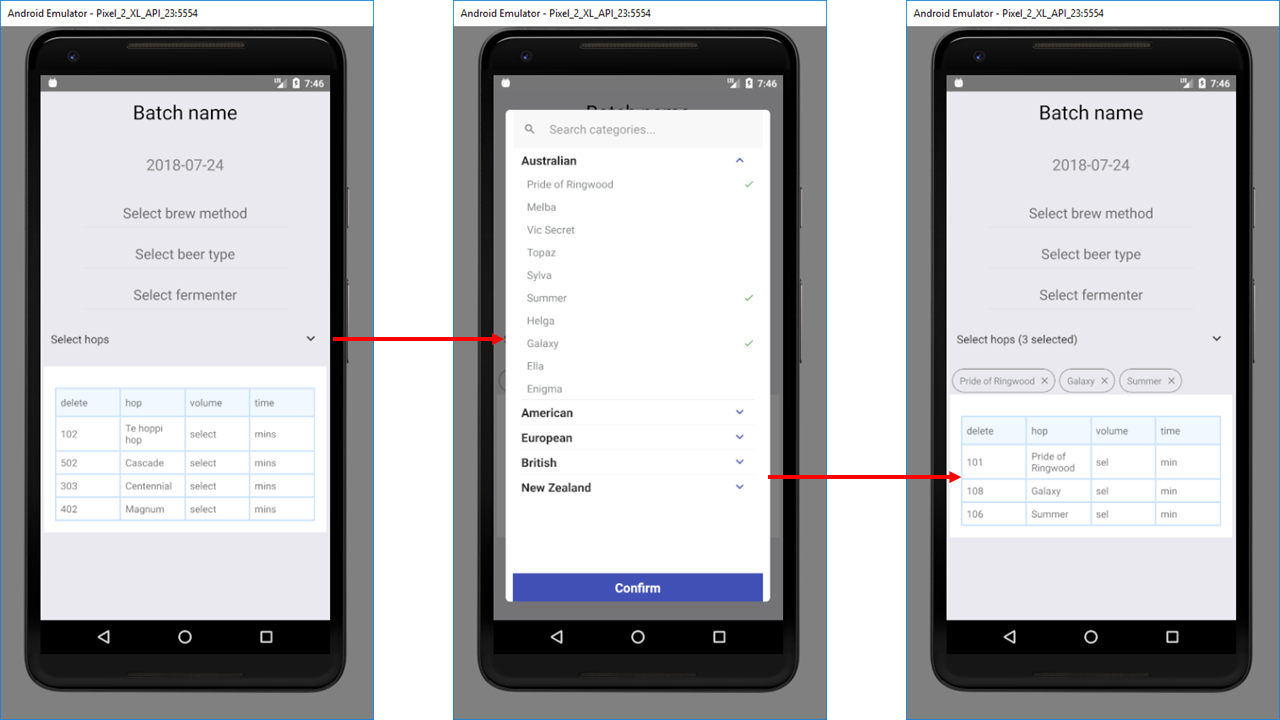 Android Emulator - Pixel_2_XL_API_23:5554
LTE 7:46
Batch name
2018-07-24
Select brew method
Select beer type
Select fermenter
Select hops
delete hop volume time
102 Te hoppi hop select mins
502 Cascade select mins
303 Centennial select mins
402 Magnum select mins
Android Emulator - Pixel_2_XL_API_23:5554
LTE 7:46
Batch name
Search categories...
Australian
Pride of Ringwood
Melba
Vic Secret
Topaz
Sylva
Summer
Helga
Galaxy
Ella
Enigma
American
European
British
New Zealand
Confirm
Android Emulator - Pixel_2_XL_API_23:5554
LTE 7:46
Batch name
2018-07-24
Select brew method
Select beer type
Select fermenter
Select hops (3 selected)
Pride of Ringwood Galaxy Summer
delete hop volume time
101 Pride of Ringwood sel min
108 Galaxy sel min
106 Summer sel min